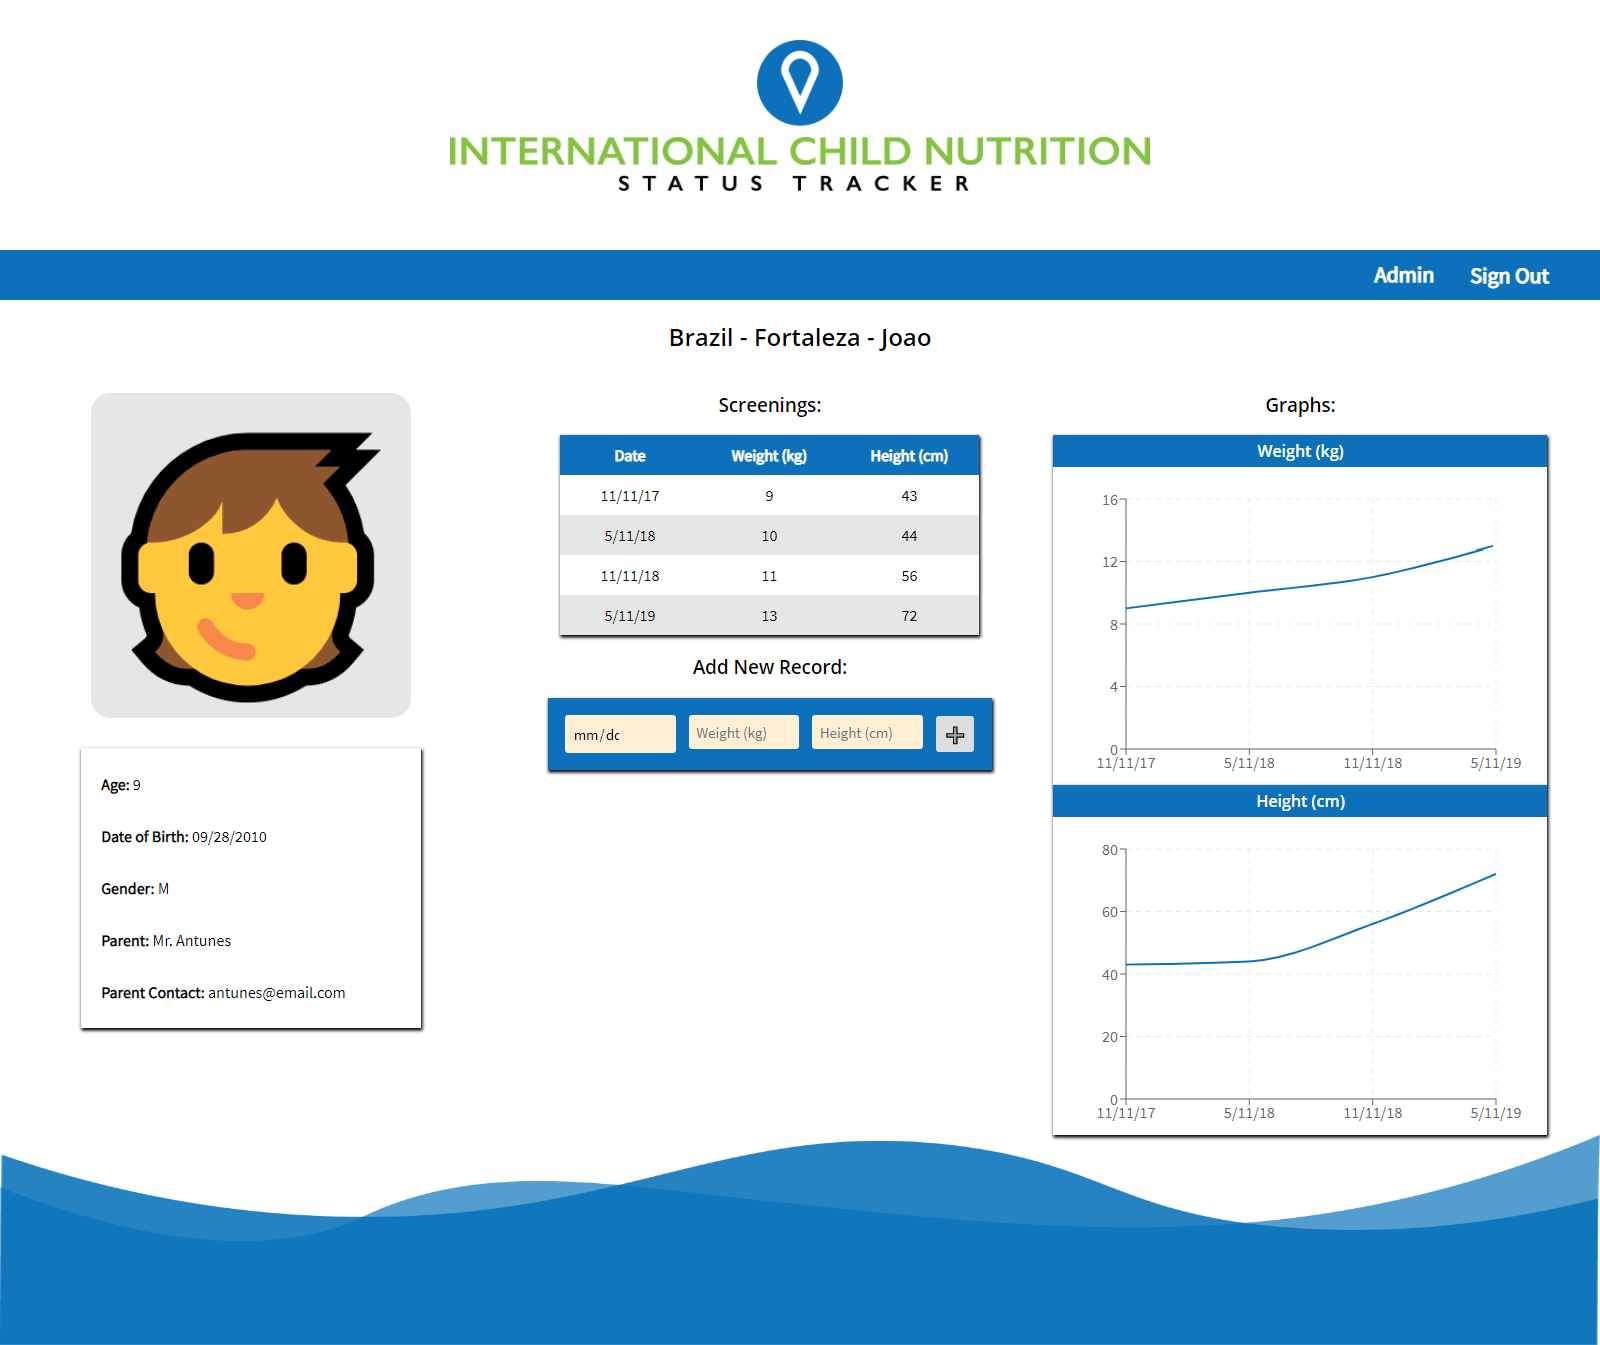 INTERNATIONAL CHILD NUTRITION
STATUS TRACKER
Admin Sign Out
Brazil - Fortaleza - Joao
Age: 9
Date of Birth: 09/28/2010
Gender: M
Parent: Mr. Antunes
Parent Contact: antunes@email.com
Screenings:
Date Weight (kg) Height (cm)
11/11/17 9 43
5/11/18 10 44
11/11/18 11 56
5/11/19 13 72
Add New Record:
mm/dc Weight (kg) Height (cm)
Graphs:
Weight (kg)
16
12
8
4
0
11/11/17 5/11/18 11/11/18 5/11/19
Height (cm)
80
60
40
20
0
11/11/17 5/11/18 11/11/18 5/11/19